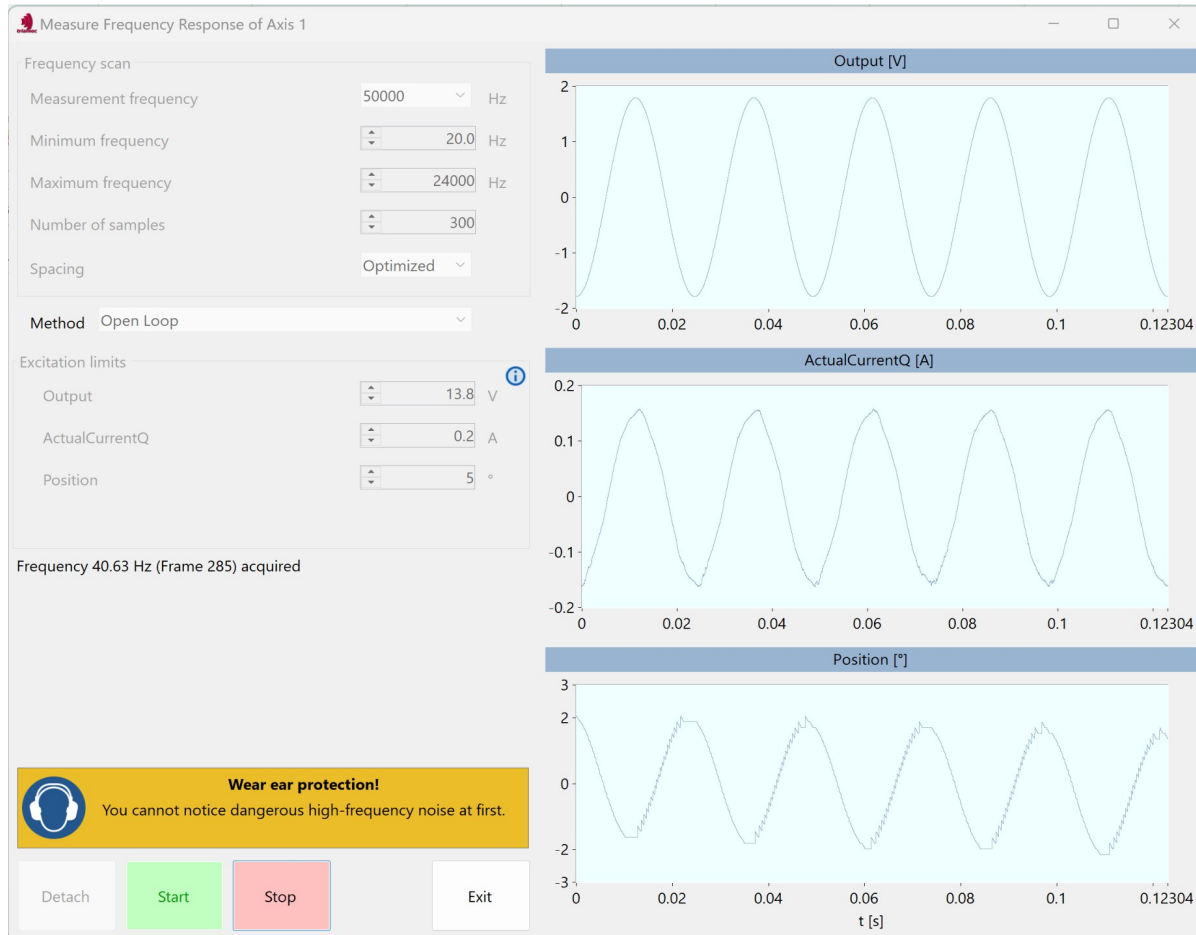 Measure Frequency Response of Axis 1
Frequency scan
Measurement frequency 50000 Hz
Minimum frequency 20.0 Hz
Maximum frequency 24000 Hz
Number of samples 300
Spacing Optimized
Method Open Loop
Excitation limits
Output 13.8 V
ActualCurrentQ 0.2 A
Position 5 °
Frequency 40.63 Hz (Frame 285) acquired
Wear ear protection!
You cannot notice dangerous high-frequency noise at first.
Detach Start Stop Exit
Output [V]
2
1
0
-1
-2
0 0.02 0.04 0.06 0.08 0.1 0.12304
ActualCurrentQ [A]
0.2
0.1
0
-0.1
-0.2
0 0.02 0.04 0.06 0.08 0.1 0.12304
Position [°]
3
2
0
-2
-3
0 0.02 0.04 0.06 0.08 0.1 0.12304
t [s]